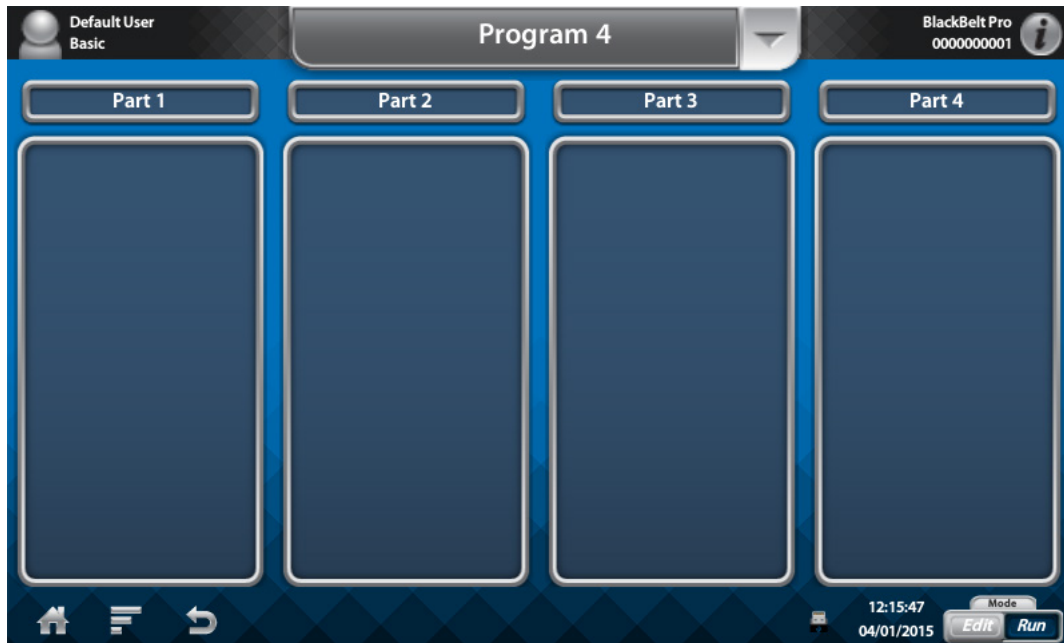 Default User
Basic
Program 4
BlackBelt Pro
0000000001
i
Part 1
Part 2
Part 3
Part 4
12:15:47
04/01/2015
Mode
Edit
Run